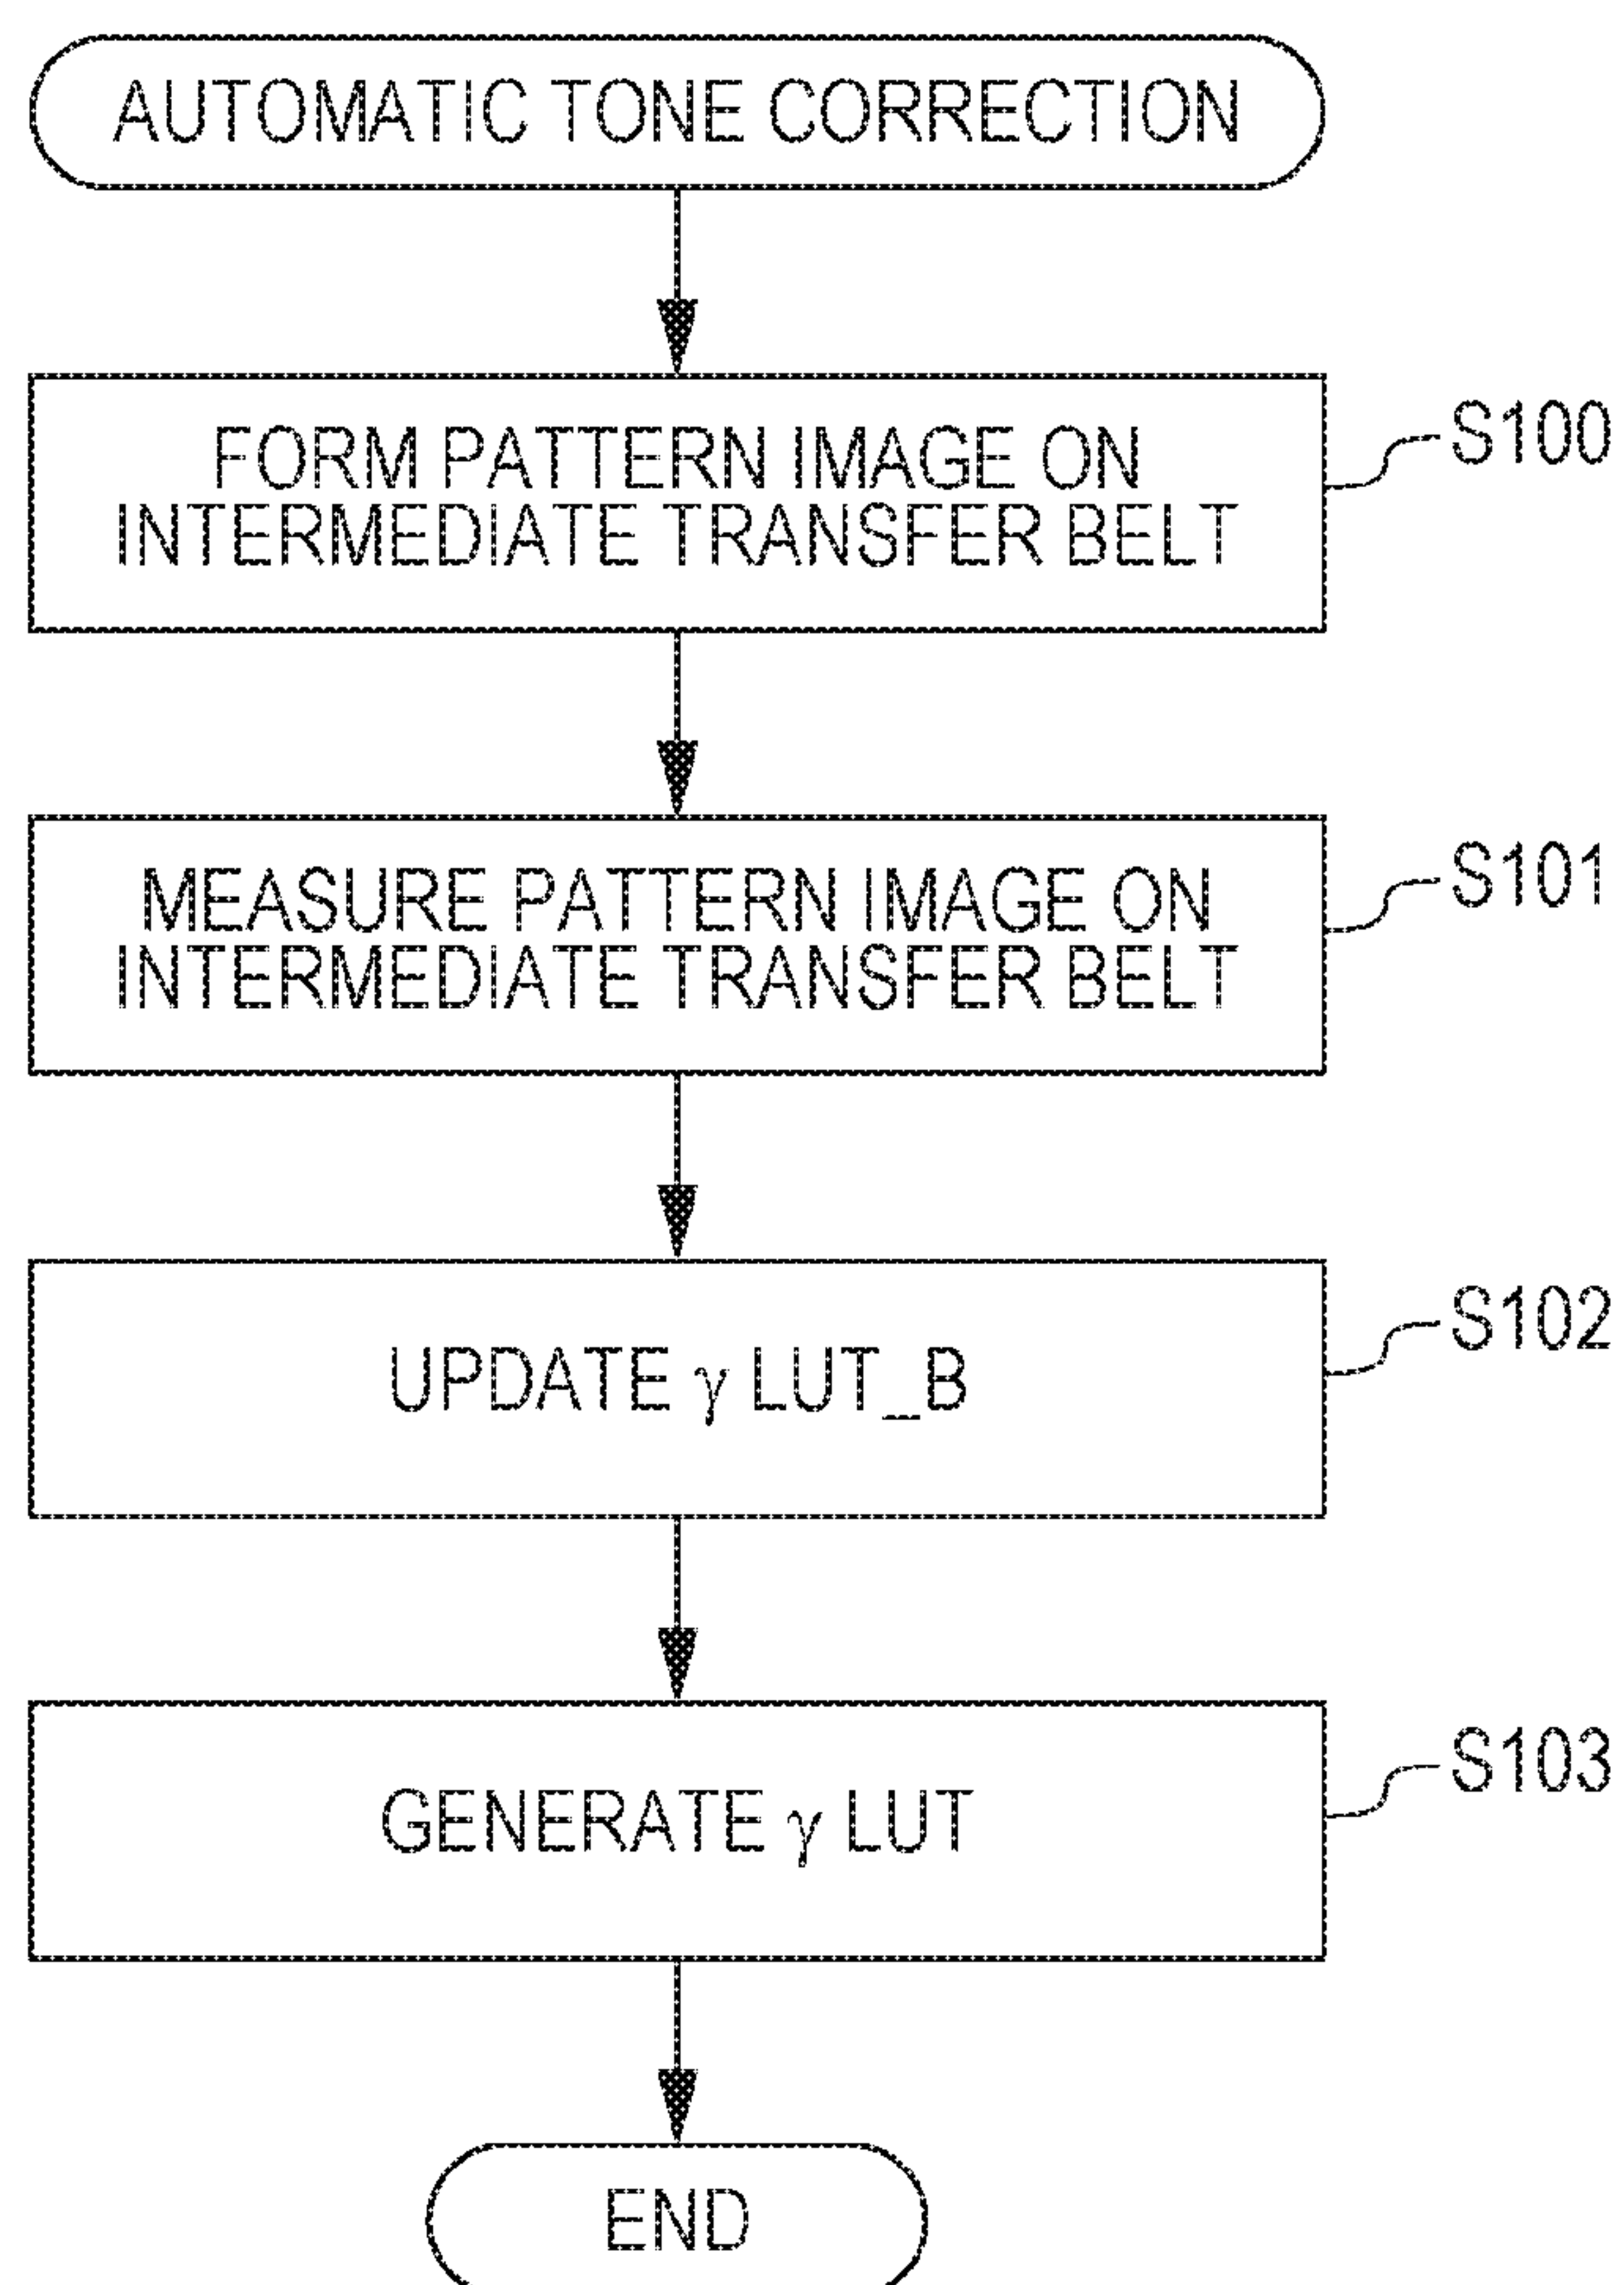 AUTOMATIC TONE CORRECTION
FORM PATTERN IMAGE ON
INTERMEDIATE TRANSFER BELT
S100
MEASURE PATTERN IMAGE ON
INTERMEDIATE TRANSFER BELT
S101
UPDATE γ LUT_B
S102
GENERATE γ LUT
S103
END